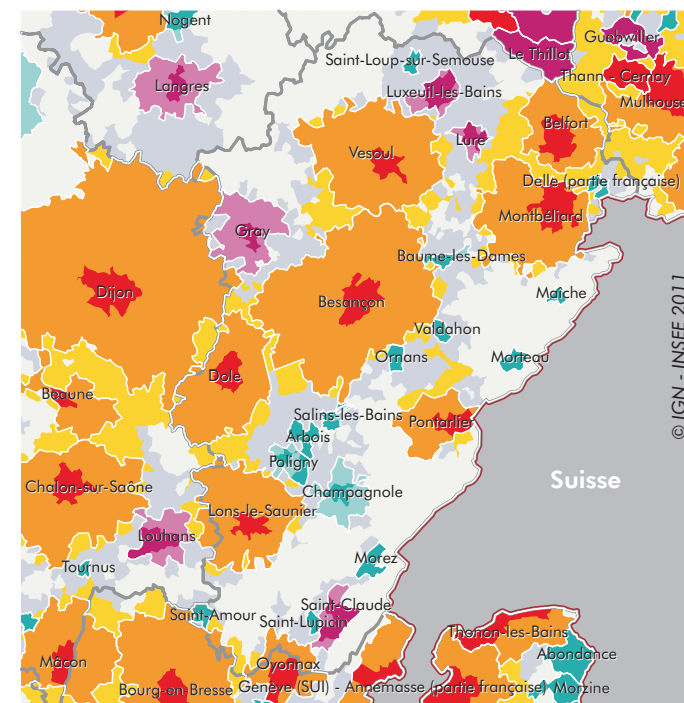 Nogent
Guebwiller
Le Thillot
Saint-Loup-sur-Semouse
Thann - Cernay
Langres
Luxeuil-les-Bains
Mulhouse
Belfort
Lure
Vesoul
Delle (partie française)
Montbéliard
Gray
Baume-les-Dames
Dijon
Besançon
Maîche
Valdahon
Ornans
Morteau
Dole
Beaune
Salins-les-Bains
Pontarlier
Arbois
Poligny
Suisse
Chalon-sur-Saône
Champagnole
Lons-le-Saunier
Louhans
Morez
Tournus
Saint-Claude
Saint-Amour
Saint-Lupicin
Thonon-les-Bains
Abondance
Mâcon
Oyonnax
Bourg-en-Bresse
Genève (SUI) - Annemasse (partie française)
Morzine
© IGN - INSEE 2011